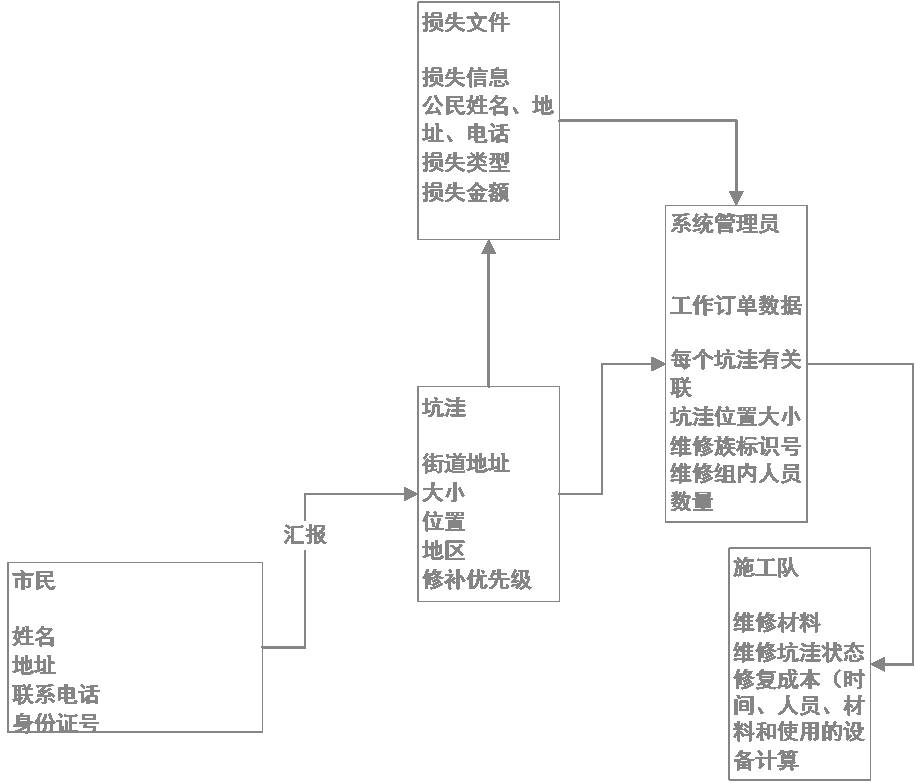 损失文件
损失信息
公民姓名、地
址、电话
损失类型
损失金额
系统管理员
工作订单数据
每个坑洼有关
联
坑洼位置大小
维修族标识号
维修组内人员
数量
坑洼
街道地址
大小
位置
地区
修补优先级
汇报
市民
姓名
地址
联系电话
身份证号
施工队
维修材料
维修坑洼状态
修复成本（时
间、人员、材
料和使用的设
备计算